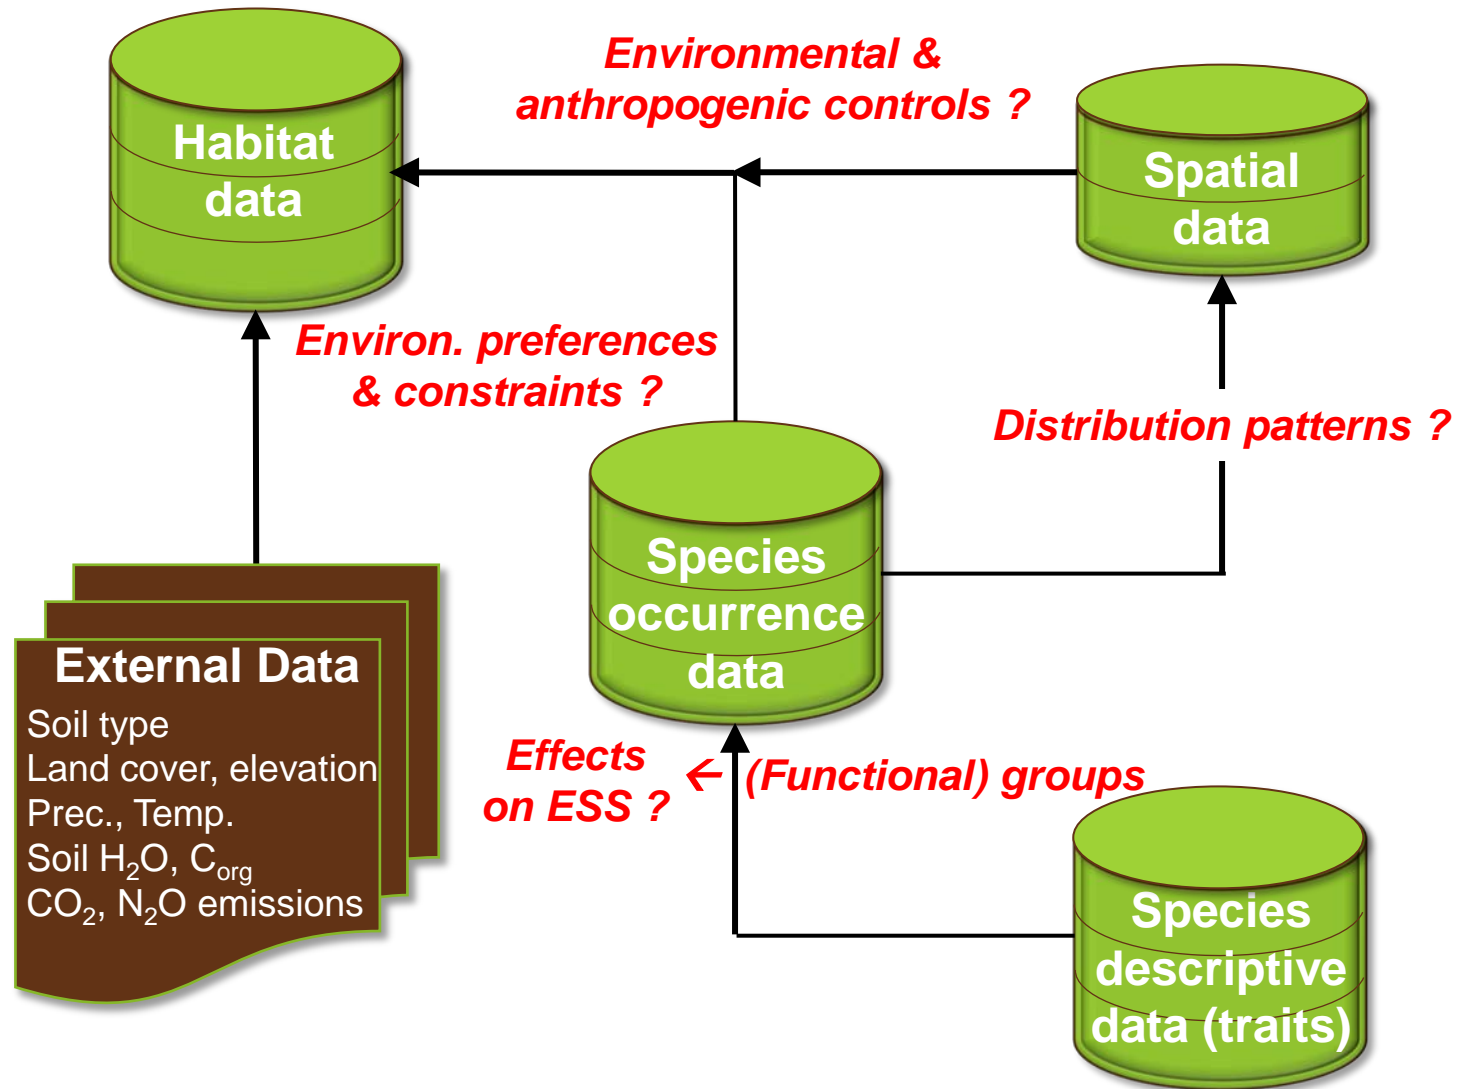 Environmental &
anthropogenic controls ?
Habitat
data
Spatial
data
Environ. preferences
& constraints ?
Distribution patterns ?
Species
occurrence
data
External Data
Soil type
Land cover, elevation
Prec., Temp.
Soil H₂O, C_org
CO₂, N₂O emissions
Effects
on ESS ?
← (Functional) groups
Species
descriptive
data (traits)